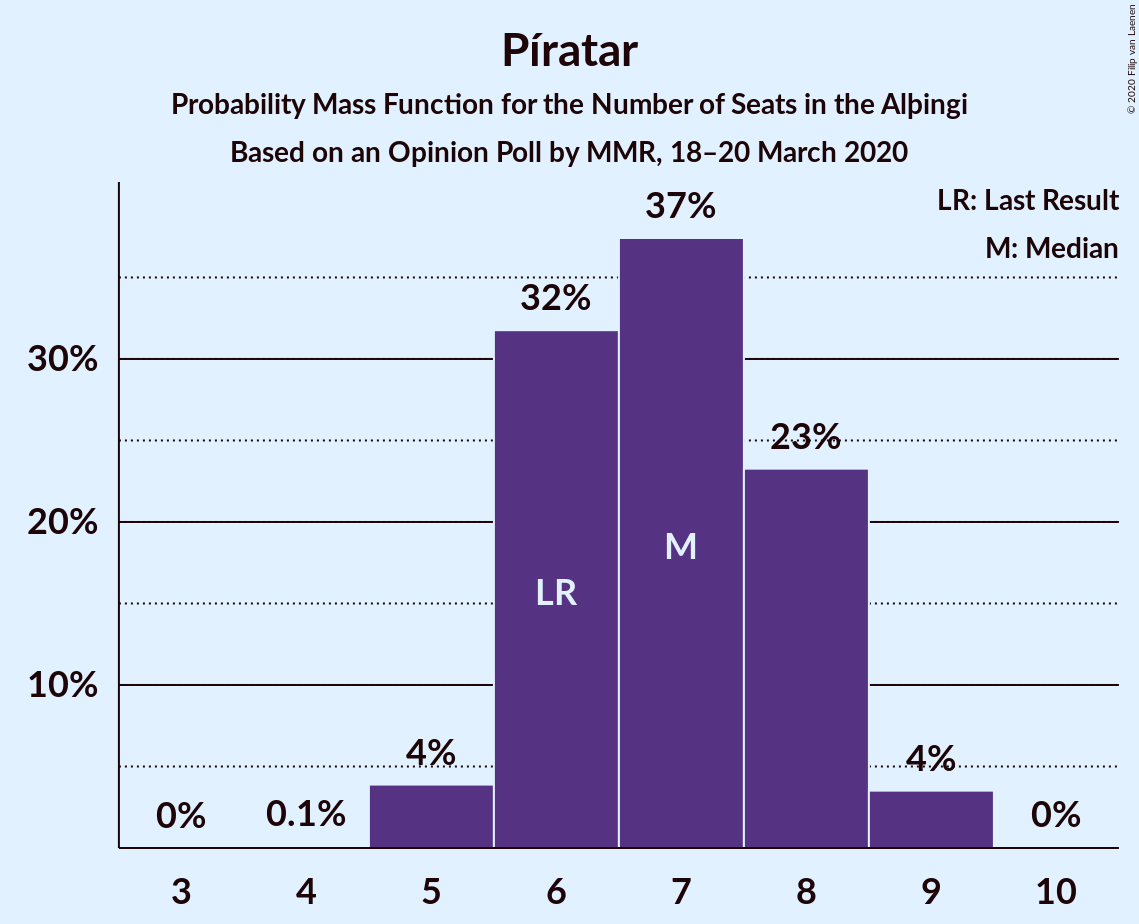 Píratar
Probability Mass Function for the Number of Seats in the Alþingi
Based on an Opinion Poll by MMR, 18–20 March 2020
© 2020 Filip van Laenen
LR: Last Result
M: Median
37%
32%
30%
23%
20%
M
LR
10%
4%
4%
0%
0.1%
0%
3 4 5 6 7 8 9 10